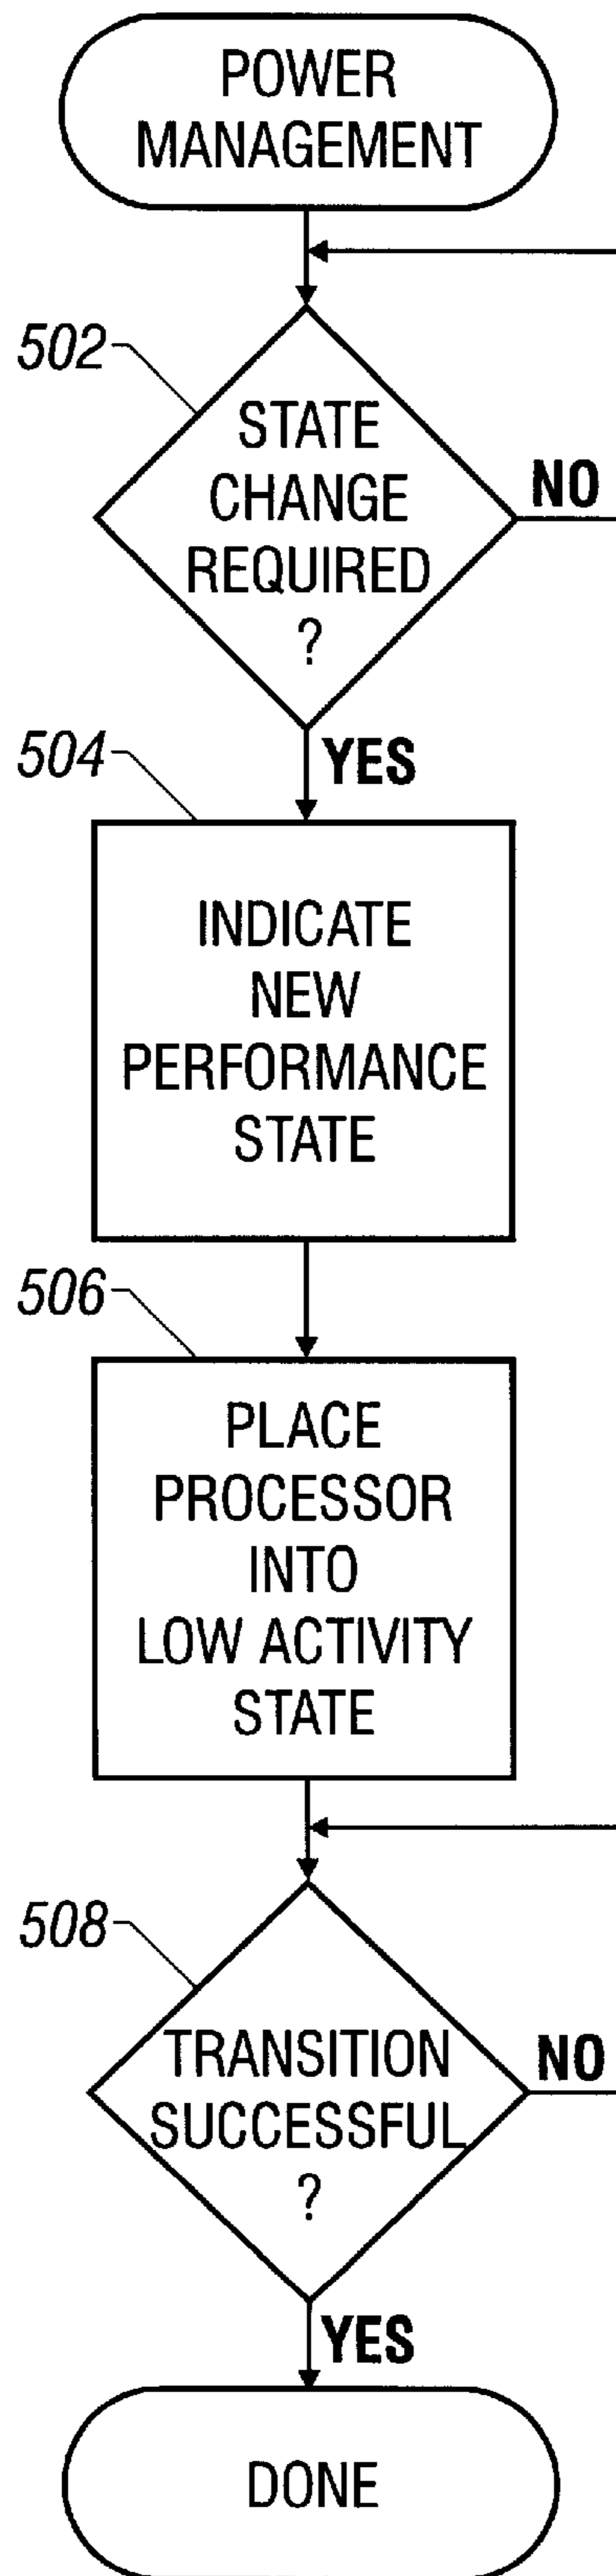 POWER
MANAGEMENT
502
STATE
CHANGE
REQUIRED
?
NO
YES
504
INDICATE
NEW
PERFORMANCE
STATE
506
PLACE
PROCESSOR
INTO
LOW ACTIVITY
STATE
508
TRANSITION
SUCCESSFUL
?
NO
YES
DONE